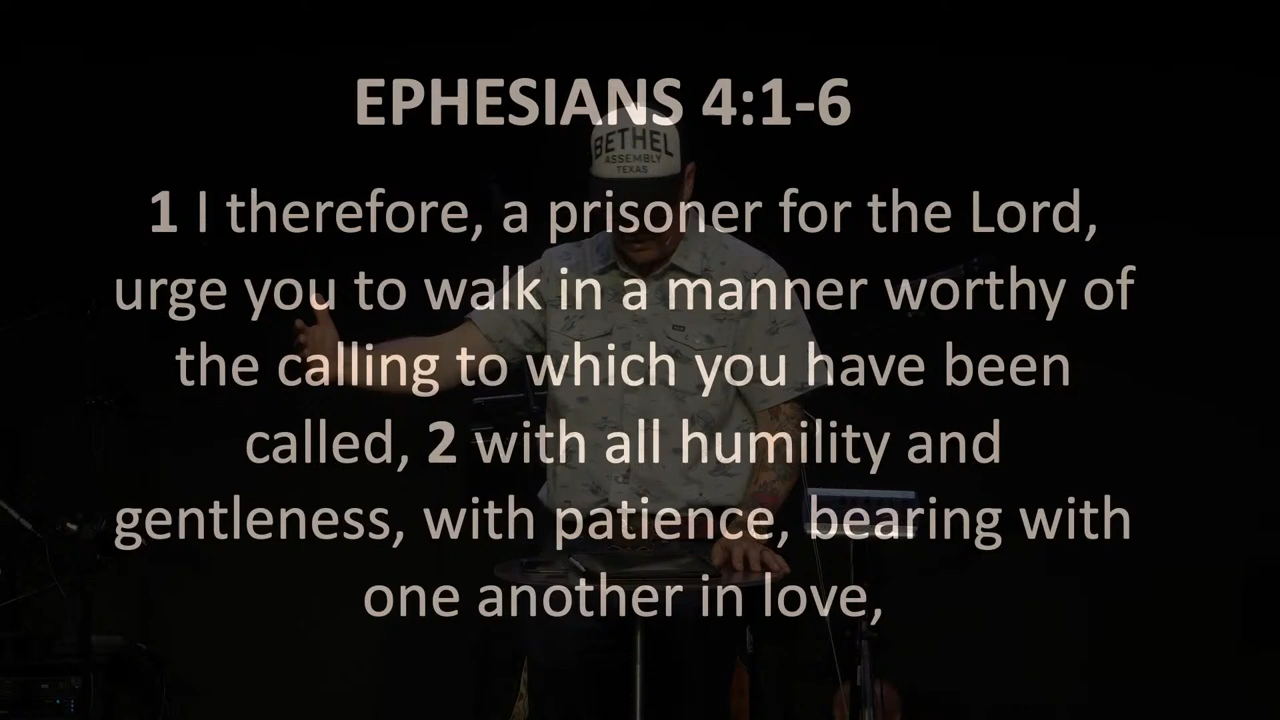 EPHESIANS 4:1-6
BETHEL
ASSEMBLY
TEXAS
1 I therefore, a prisoner for the Lord,
urge you to walk in a manner worthy of
the calling to which you have been
called, 2 with all humility and
gentleness, with patience, bearing with
one another in love,